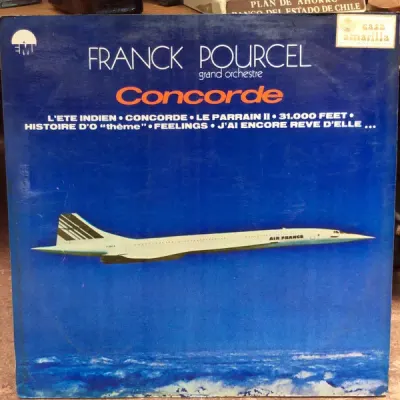 PLAN DE AHORRO
BANCO DEL ESTADO DE CHILE
casa
amarilla
EMI
FRANCK POURCEL
grand orchestre
Concorde
L'ETE INDIEN • CONCORDE • LE PARRAIN II • 31.000 FEET •
HISTOIRE D'O "thème" • FEELINGS • J'AI ENCORE REVE D'ELLE ...
AIR FRANCE